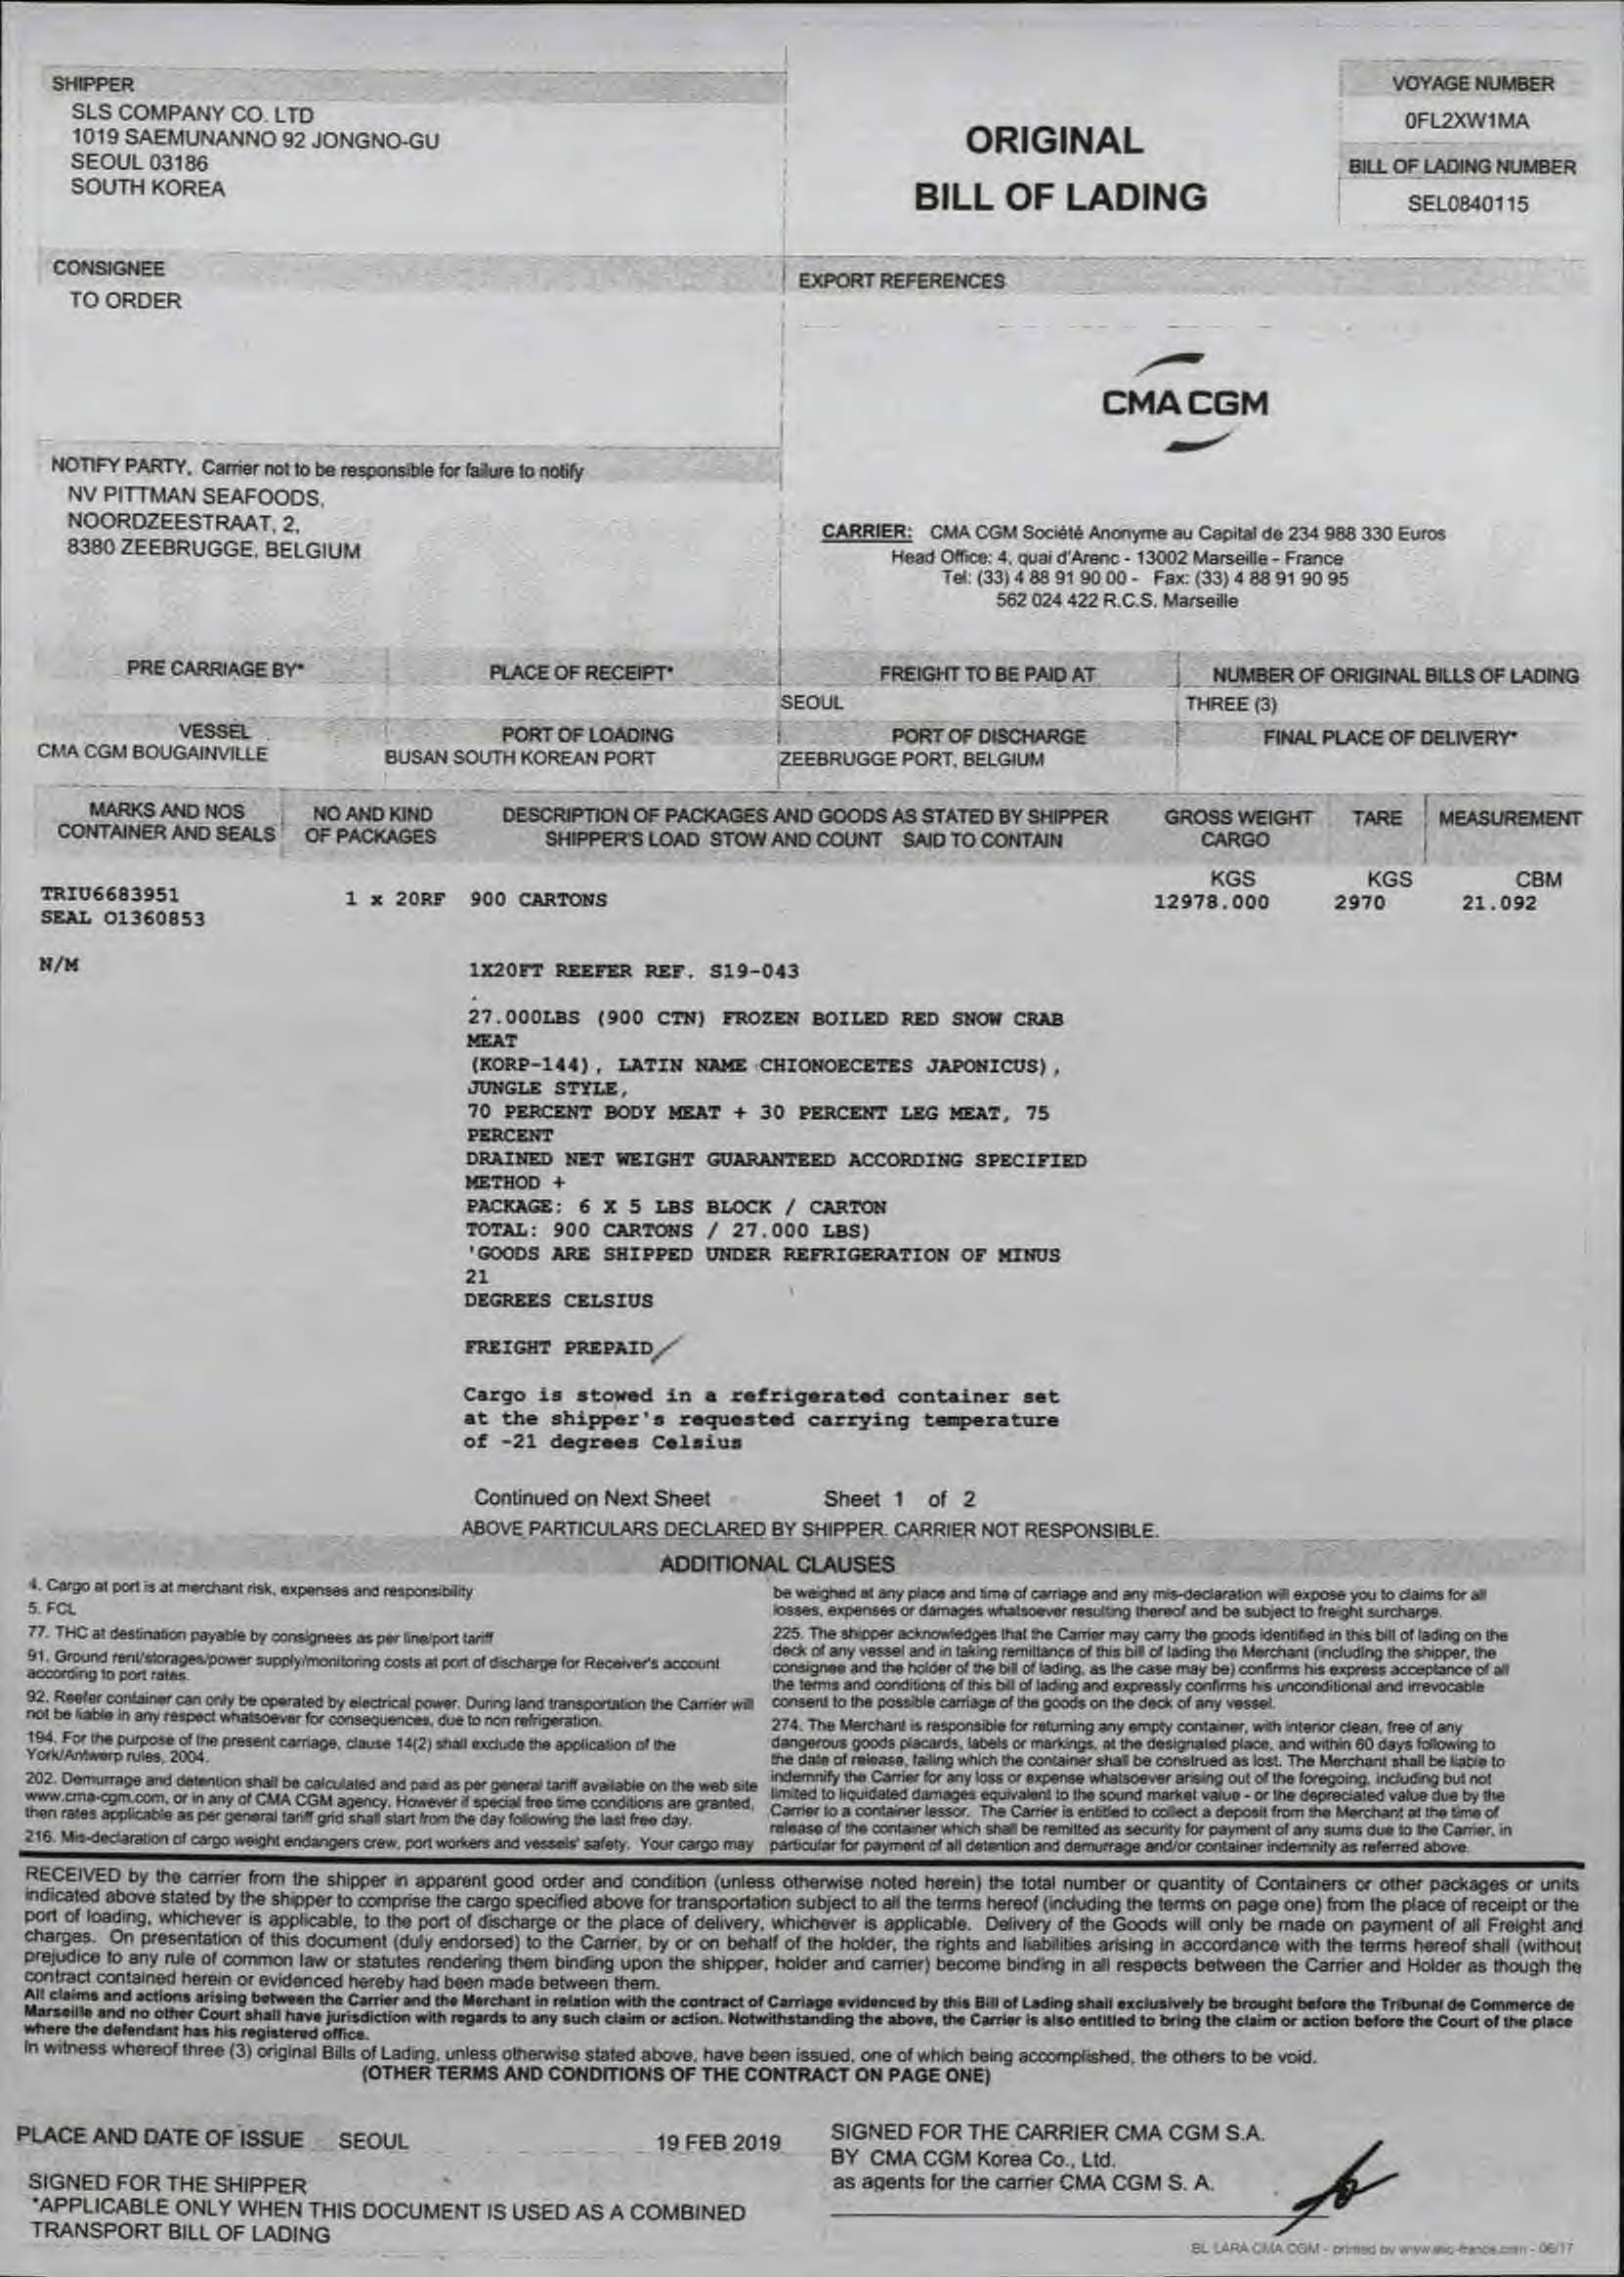 SHIPPER
SLS COMPANY CO. LTD
1019 SAEMUNANNO 92 JONGNO-GU
SEOUL 03186
SOUTH KOREA
ORIGINAL
BILL OF LADING
VOYAGE NUMBER
0FL2XW1MA
BILL OF LADING NUMBER
SEL0840115
CONSIGNEE
TO ORDER
EXPORT REFERENCES
CMA CGM
NOTIFY PARTY, Carrier not to be responsible for failure to notify
NV PITTMAN SEAFOODS,
NOORDZEESTRAAT, 2,
8380 ZEEBRUGGE, BELGIUM
CARRIER: CMA CGM Société Anonyme au Capital de 234 988 330 Euros
Head Office: 4, quai d'Arenc - 13002 Marseille - France
Tel: (33) 4 88 91 90 00 - Fax: (33) 4 88 91 90 95
562 024 422 R.C.S. Marseille
PRE CARRIAGE BY*
PLACE OF RECEIPT*
FREIGHT TO BE PAID AT
NUMBER OF ORIGINAL BILLS OF LADING
SEOUL
THREE (3)
VESSEL
PORT OF LOADING
PORT OF DISCHARGE
FINAL PLACE OF DELIVERY*
CMA CGM BOUGAINVILLE
BUSAN SOUTH KOREAN PORT
ZEEBRUGGE PORT, BELGIUM
MARKS AND NOS
CONTAINER AND SEALS
NO AND KIND
OF PACKAGES
DESCRIPTION OF PACKAGES AND GOODS AS STATED BY SHIPPER
SHIPPER'S LOAD STOW AND COUNT SAID TO CONTAIN
GROSS WEIGHT
CARGO
TARE
MEASUREMENT
KGS KGS CBM
TRIU6683951 1 x 20RF 900 CARTONS 12978.000 2970 21.092
SEAL O1360853
N/M
1X20FT REEFER REF. S19-043
.
27.000LBS (900 CTN) FROZEN BOILED RED SNOW CRAB
MEAT
(KORP-144), LATIN NAME CHIONOECETES JAPONICUS),
JUNGLE STYLE,
70 PERCENT BODY MEAT + 30 PERCENT LEG MEAT, 75
PERCENT
DRAINED NET WEIGHT GUARANTEED ACCORDING SPECIFIED
METHOD +
PACKAGE: 6 X 5 LBS BLOCK / CARTON
TOTAL: 900 CARTONS / 27.000 LBS)
'GOODS ARE SHIPPED UNDER REFRIGERATION OF MINUS
21
DEGREES CELSIUS
FREIGHT PREPAID
Cargo is stowed in a refrigerated container set
at the shipper's requested carrying temperature
of -21 degrees Celsius
Continued on Next Sheet Sheet 1 of 2
ABOVE PARTICULARS DECLARED BY SHIPPER. CARRIER NOT RESPONSIBLE.
ADDITIONAL CLAUSES
4. Cargo at port is at merchant risk, expenses and responsibility
5. FCL
77. THC at destination payable by consignees as per line/port tariff
91. Ground rent/storages/power supply/monitoring costs at port of discharge for Receiver's account
according to port rates.
92. Reefer container can only be operated by electrical power. During land transportation the Carrier will
not be liable in any respect whatsoever for consequences, due to non refrigeration.
194. For the purpose of the present carriage, clause 14(2) shall exclude the application of the
York/Antwerp rules, 2004.
202. Demurrage and detention shall be calculated and paid as per general tariff available on the web site
www.cma-cgm.com, or in any of CMA CGM agency. However if special free time conditions are granted,
then rates applicable as per general tariff grid shall start from the day following the last free day.
216. Mis-declaration of cargo weight endangers crew, port workers and vessels' safety. Your cargo may
be weighed at any place and time of carriage and any mis-declaration will expose you to claims for all
losses, expenses or damages whatsoever resulting thereof and be subject to freight surcharge.
225. The shipper acknowledges that the Carrier may carry the goods identified in this bill of lading on the
deck of any vessel and in taking remittance of this bill of lading the Merchant (including the shipper, the
consignee and the holder of the bill of lading, as the case may be) confirms his express acceptance of all
the terms and conditions of this bill of lading and expressly confirms his unconditional and irrevocable
consent to the possible carriage of the goods on the deck of any vessel.
274. The Merchant is responsible for returning any empty container, with interior clean, free of any
dangerous goods placards, labels or markings, at the designated place, and within 60 days following to
the date of release, failing which the container shall be construed as lost. The Merchant shall be liable to
indemnify the Carrier for any loss or expense whatsoever arising out of the foregoing, including but not
limited to liquidated damages equivalent to the sound market value - or the depreciated value due by the
Carrier to a container lessor. The Carrier is entitled to collect a deposit from the Merchant at the time of
release of the container which shall be remitted as security for payment of any sums due to the Carrier, in
particular for payment of all detention and demurrage and/or container indemnity as referred above.
RECEIVED by the carrier from the shipper in apparent good order and condition (unless otherwise noted herein) the total number or quantity of Containers or other packages or units
indicated above stated by the shipper to comprise the cargo specified above for transportation subject to all the terms hereof (including the terms on page one) from the place of receipt or the
port of loading, whichever is applicable, to the port of discharge or the place of delivery, whichever is applicable. Delivery of the Goods will only be made on payment of all Freight and
charges. On presentation of this document (duly endorsed) to the Carrier, by or on behalf of the holder, the rights and liabilities arising in accordance with the terms hereof shall (without
prejudice to any rule of common law or statutes rendering them binding upon the shipper, holder and carrier) become binding in all respects between the Carrier and Holder as though the
contract contained herein or evidenced hereby had been made between them.
All claims and actions arising between the Carrier and the Merchant in relation with the contract of Carriage evidenced by this Bill of Lading shall exclusively be brought before the Tribunal de Commerce de
Marseille and no other Court shall have jurisdiction with regards to any such claim or action. Notwithstanding the above, the Carrier is also entitled to bring the claim or action before the Court of the place
where the defendant has his registered office.
In witness whereof three (3) original Bills of Lading, unless otherwise stated above, have been issued, one of which being accomplished, the others to be void.
(OTHER TERMS AND CONDITIONS OF THE CONTRACT ON PAGE ONE)
PLACE AND DATE OF ISSUE SEOUL 19 FEB 2019
SIGNED FOR THE SHIPPER
*APPLICABLE ONLY WHEN THIS DOCUMENT IS USED AS A COMBINED
TRANSPORT BILL OF LADING
SIGNED FOR THE CARRIER CMA CGM S.A.
BY CMA CGM Korea Co., Ltd.
as agents for the carrier CMA CGM S. A.
BL LARA CMA CGM - printed by - 06/17